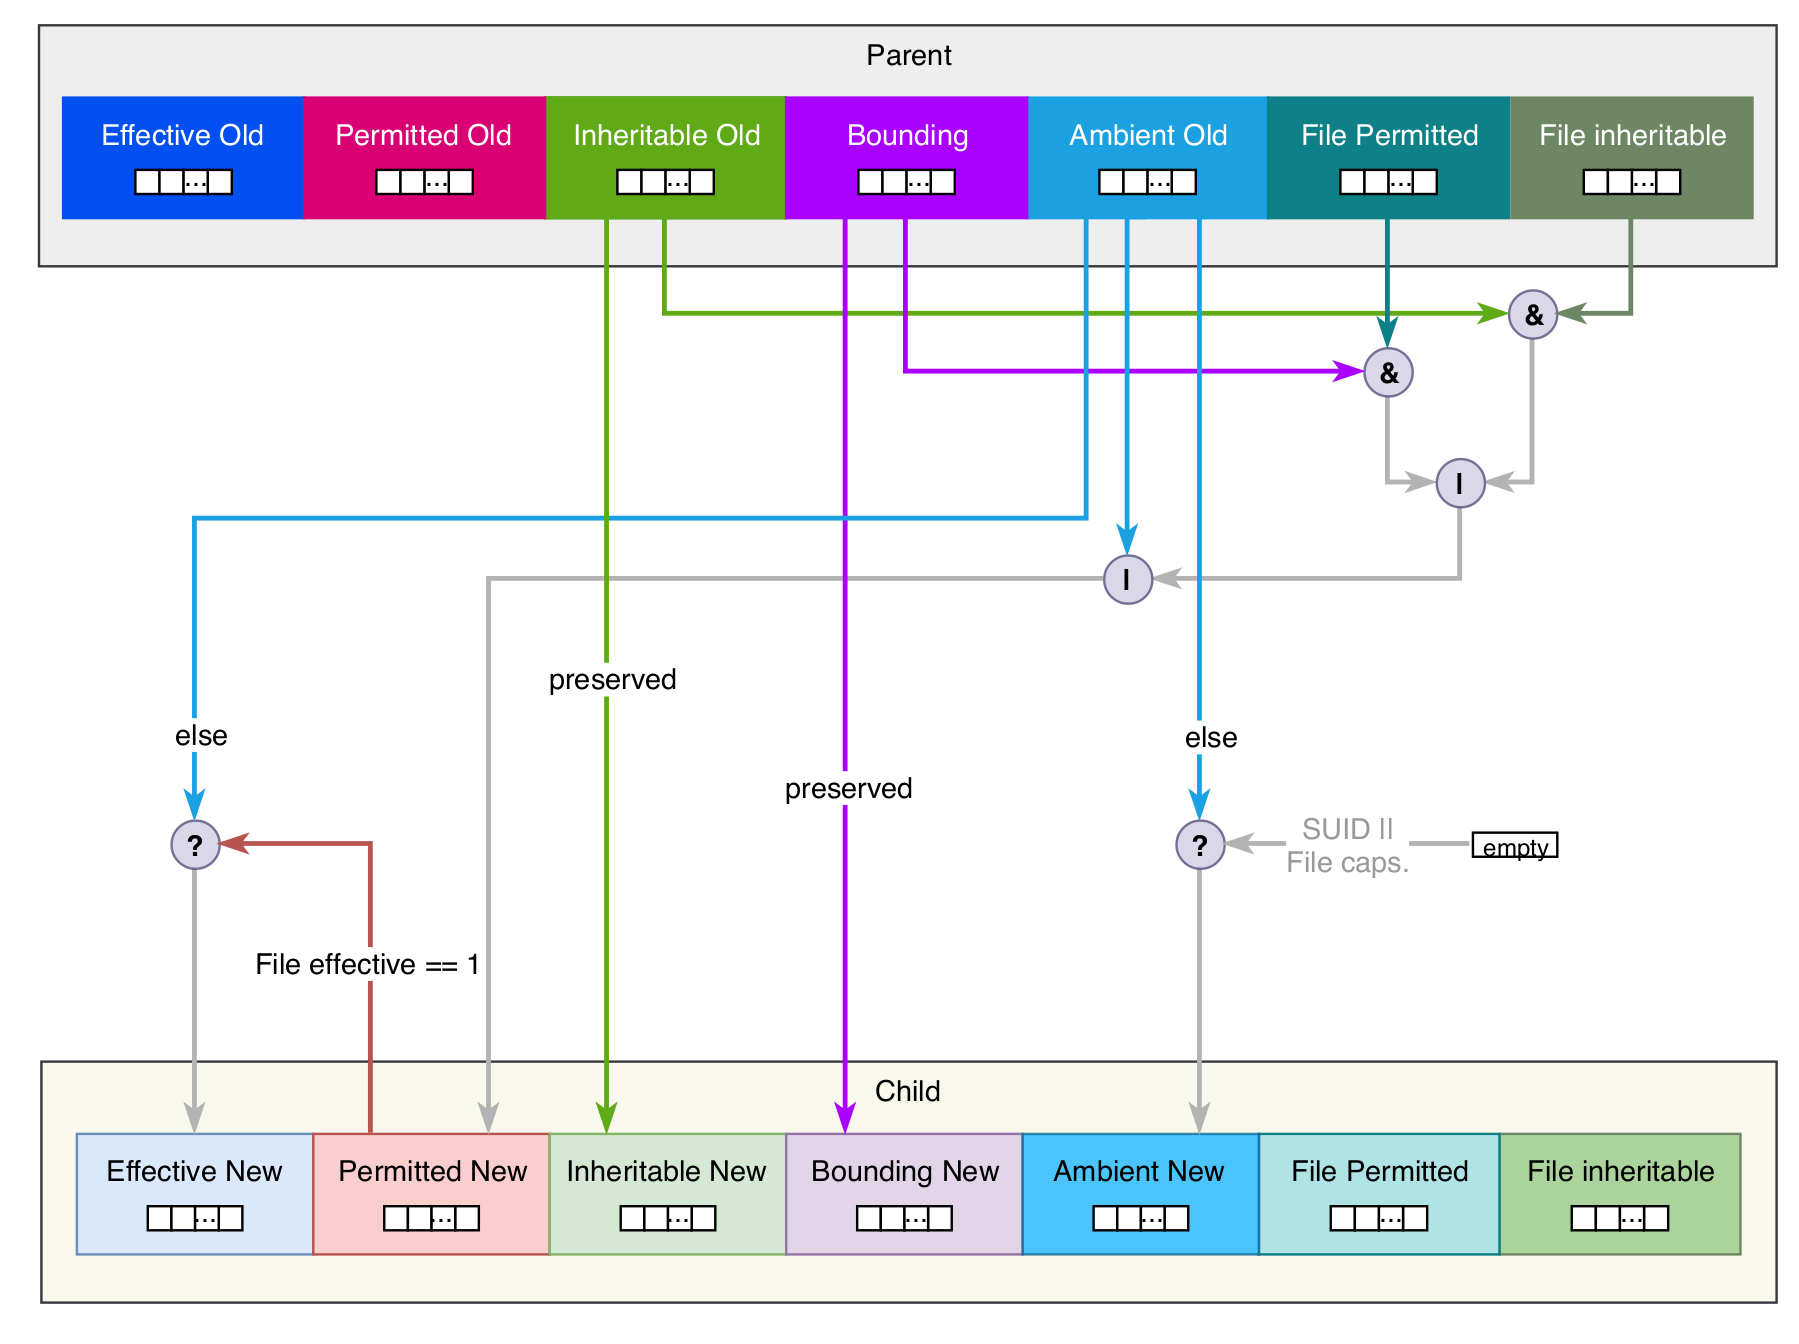 Parent
Effective Old
Permitted Old
Inheritable Old
Bounding
Ambient Old
File Permitted
File inheritable
...
...
...
...
...
...
...
&
&
|
|
preserved
else
else
preserved
?
?
SUID ||
File caps.
empty
File effective == 1
Child
Effective New
Permitted New
Inheritable New
Bounding New
Ambient New
File Permitted
File inheritable
...
...
...
...
...
...
...